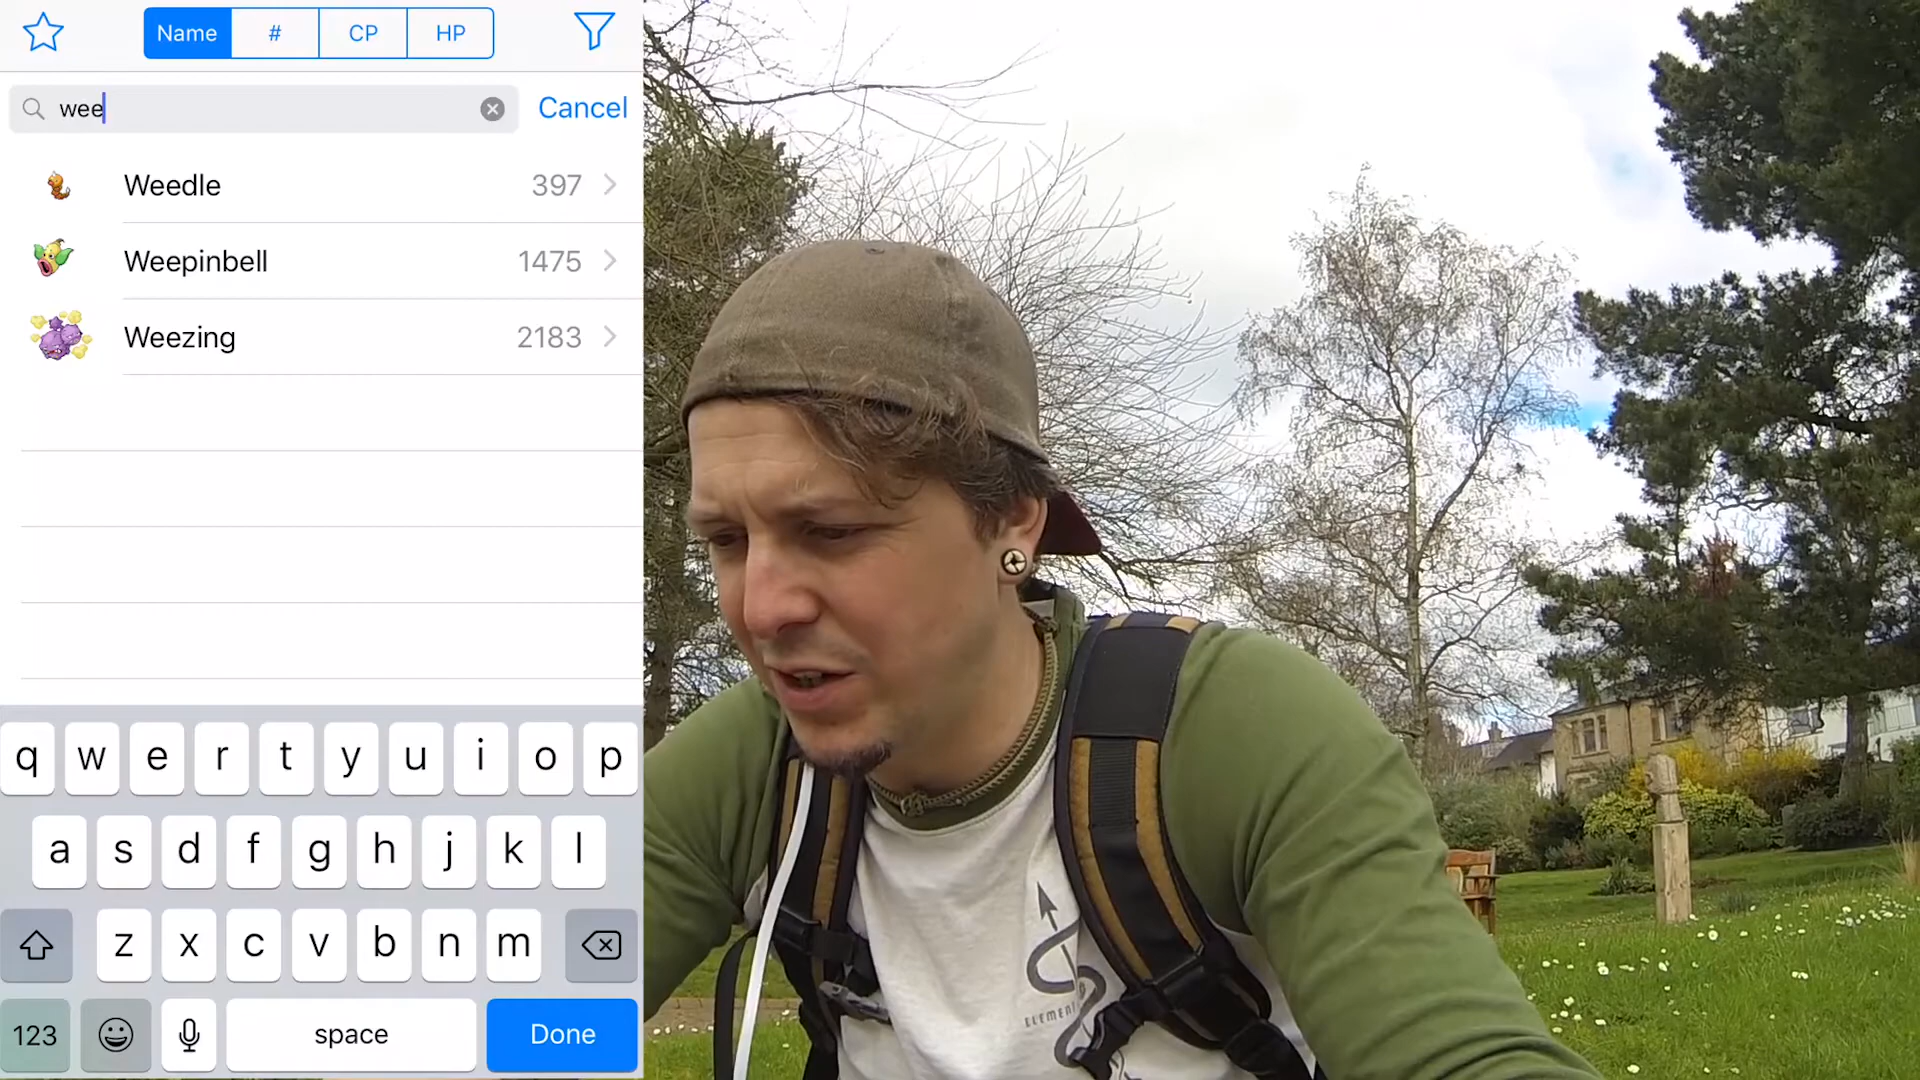 Name # CP HP
wee Cancel
Weedle 397
Weepinbell 1475
Weezing 2183
q w e r t y u i o p
a s d f g h j k l
z x c v b n m
123 space Done